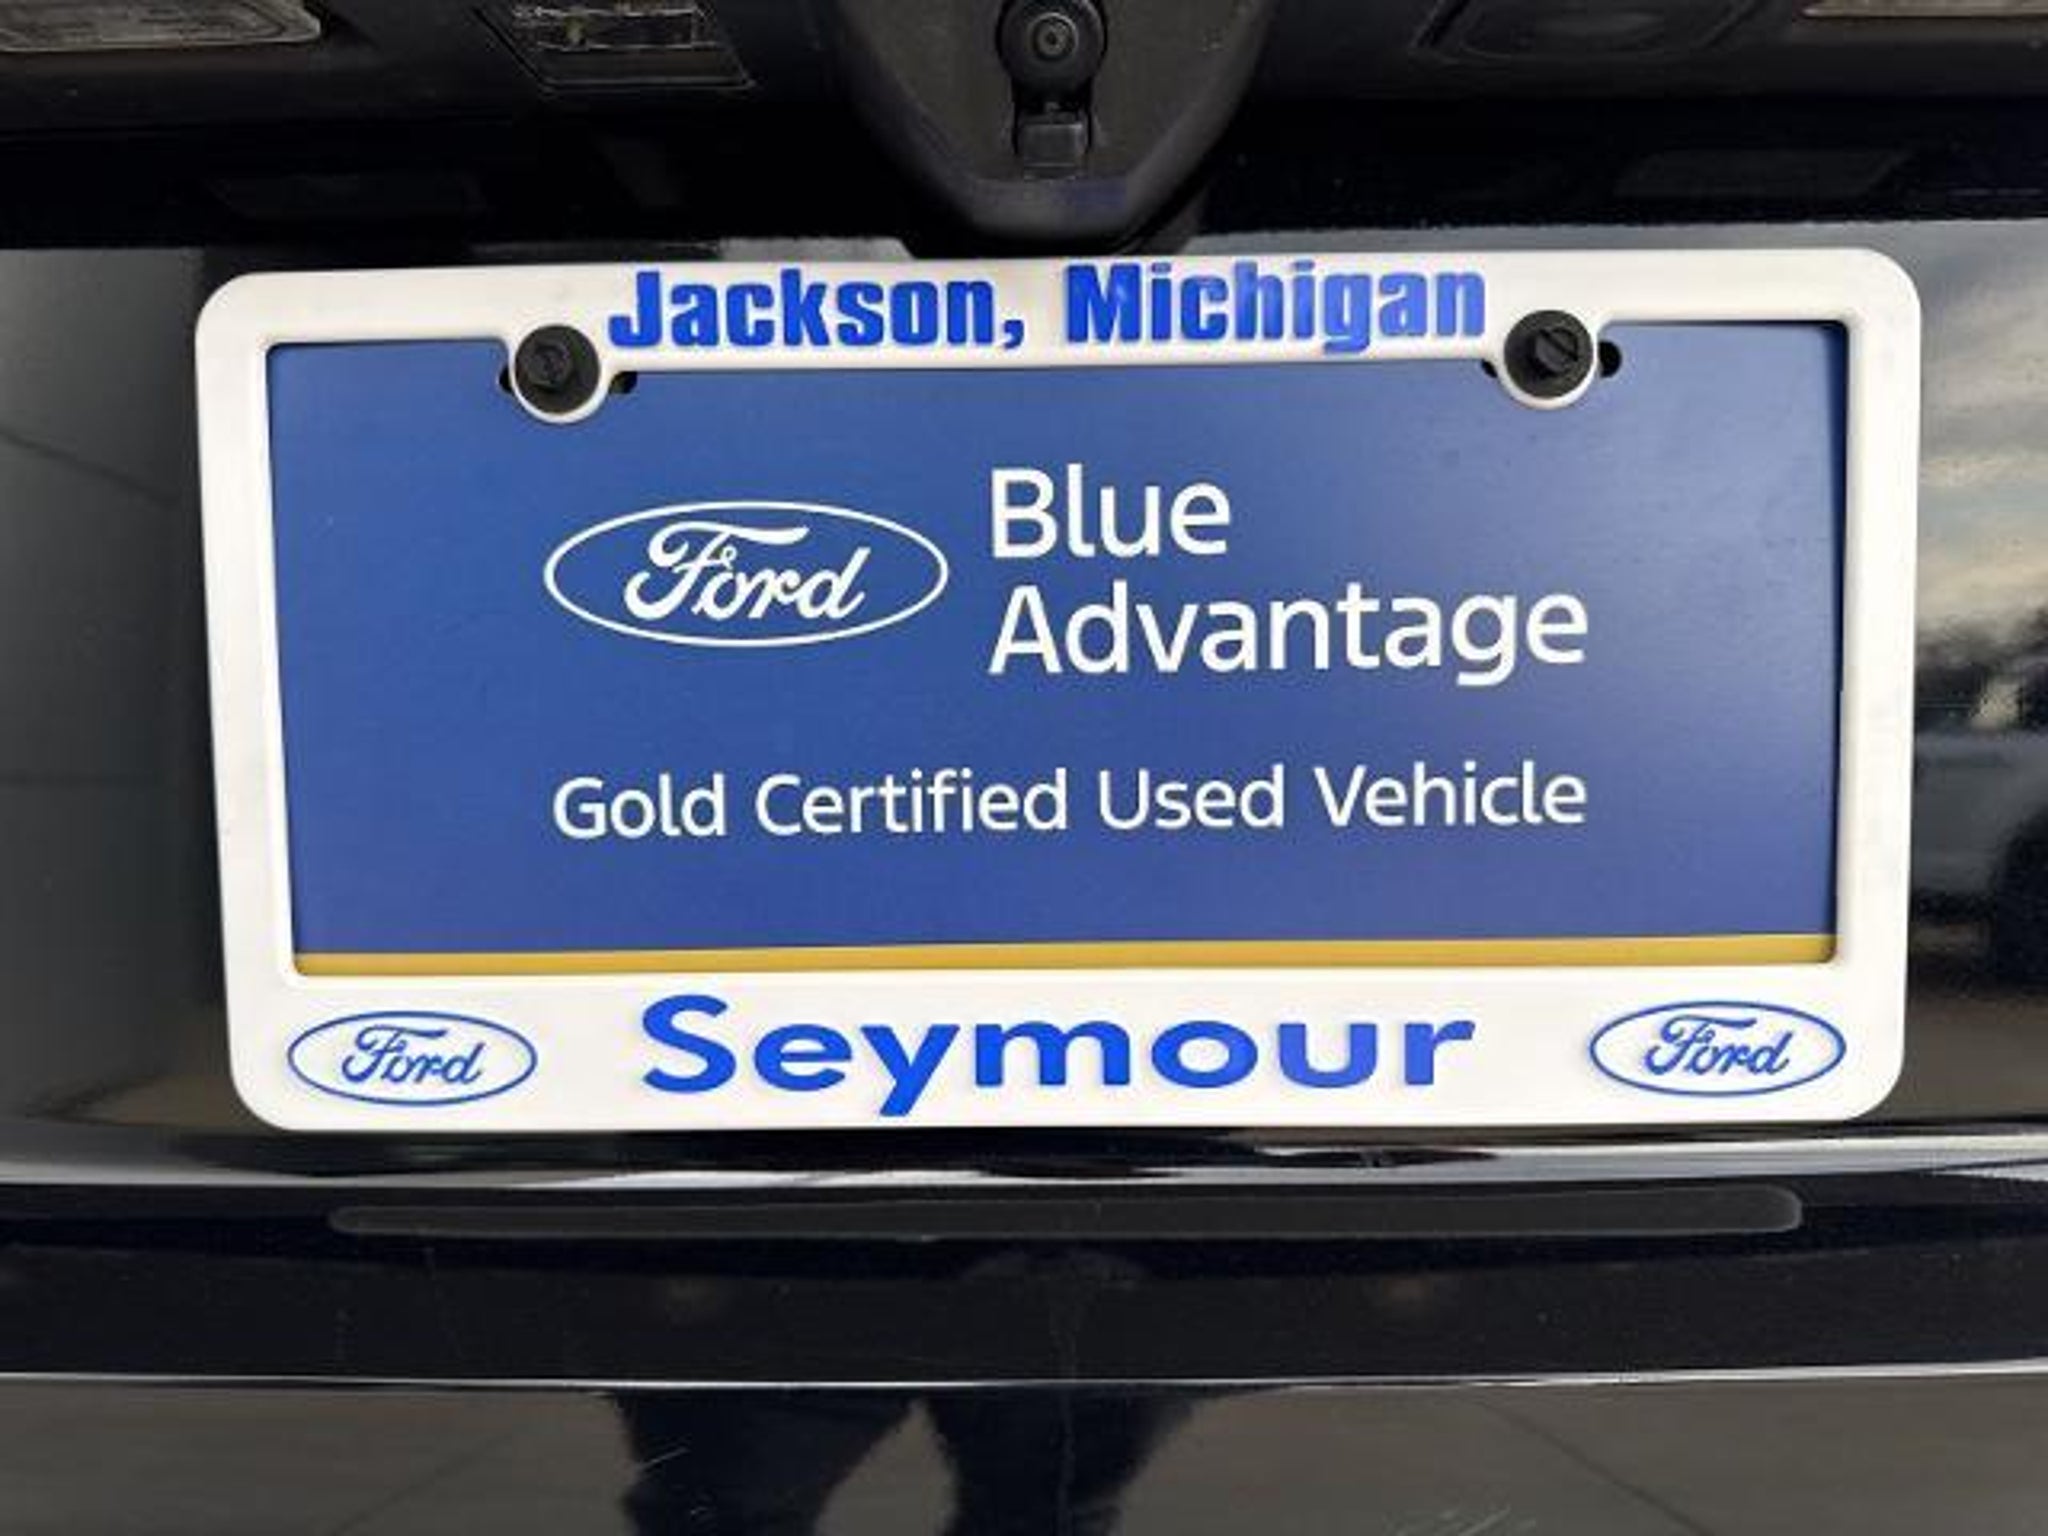 Jackson, Michigan
Ford
Blue
Advantage
Gold Certified Used Vehicle
Ford Seymour Ford